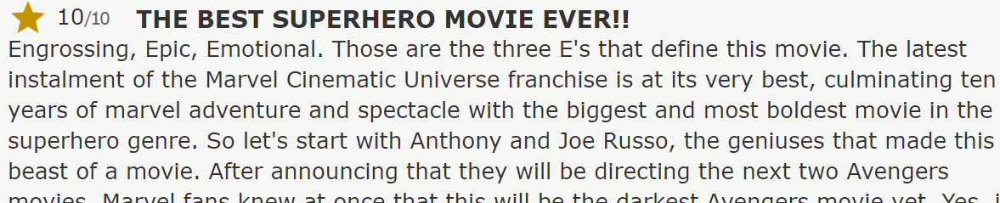 10/10 THE BEST SUPERHERO MOVIE EVER!!
Engrossing, Epic, Emotional. Those are the three E's that define this movie. The latest
instalment of the Marvel Cinematic Universe franchise is at its very best, culminating ten
years of marvel adventure and spectacle with the biggest and most boldest movie in the
superhero genre. So let's start with Anthony and Joe Russo, the geniuses that made this
beast of a movie. After announcing that they will be directing the next two Avengers
movies, Marvel fans knew at once that this will be the darkest Avengers movie yet. Yes, i